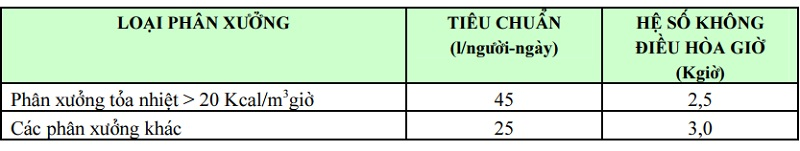 LOẠI PHÂN XƯỞNG
TIÊU CHUẨN
(l/người-ngày)
HỆ SỐ KHÔNG
ĐIỀU HÒA GIỜ
(Kgiờ)
Phân xưởng tỏa nhiệt > 20 Kcal/m³giờ
45
2,5
Các phân xưởng khác
25
3,0